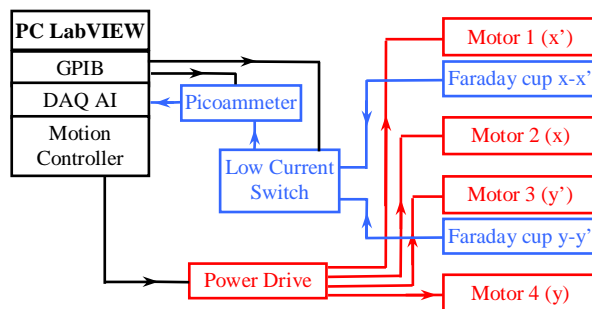 PC LabVIEW
GPIB
DAQ AI
Motion
Controller
Picoammeter
Low Current
Switch
Power Drive
Motor 1 (x’)
Faraday cup x-x’
Motor 2 (x)
Motor 3 (y’)
Faraday cup y-y’
Motor 4 (y)